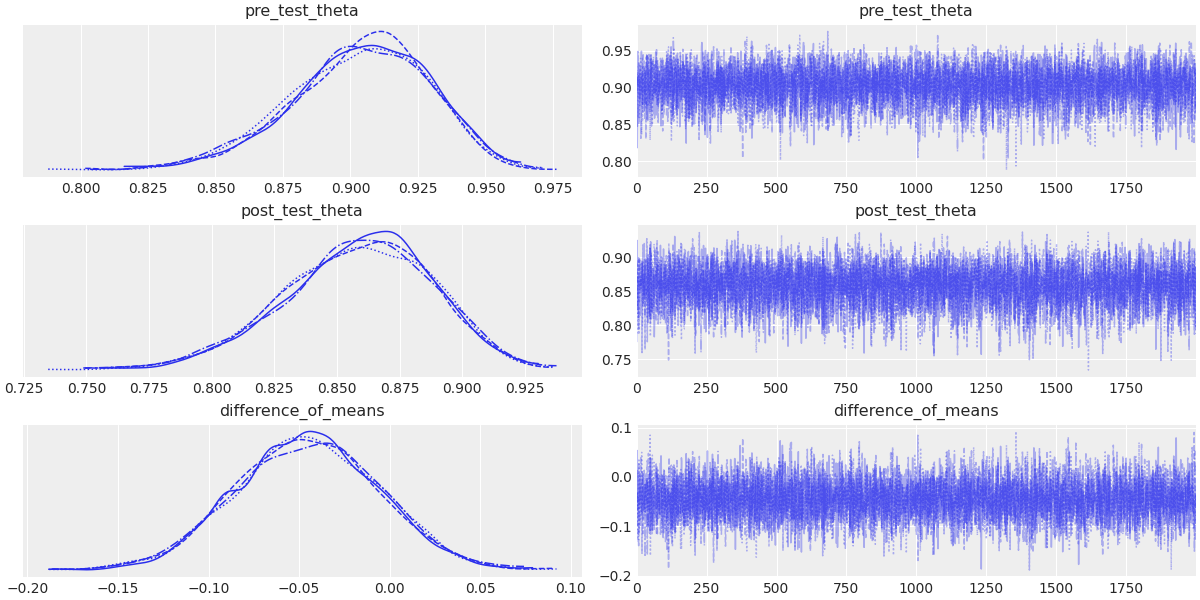 pre_test_theta
0.800 0.825 0.850 0.875 0.900 0.925 0.950 0.975
pre_test_theta
0.95
0.90
0.85
0.80
0 250 500 750 1000 1250 1500 1750
post_test_theta
0.725 0.750 0.775 0.800 0.825 0.850 0.875 0.900 0.925
post_test_theta
0.90
0.85
0.80
0.75
0 250 500 750 1000 1250 1500 1750
difference_of_means
−0.20 −0.15 −0.10 −0.05 0.00 0.05 0.10
difference_of_means
0.1
0.0
−0.1
−0.2
0 250 500 750 1000 1250 1500 1750